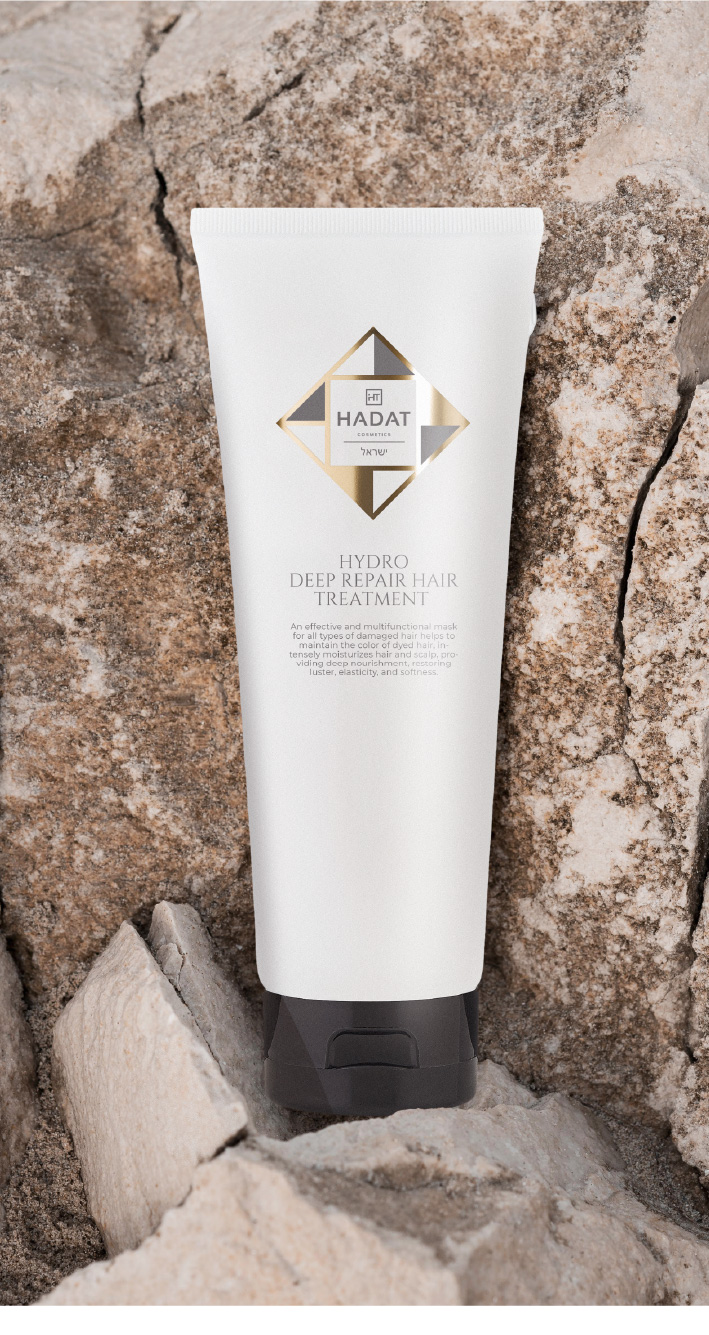 HT
HADAT
COSMETICS
ישראל
HYDRO
DEEP REPAIR HAIR
TREATMENT
An effective and multifunctional mask
for all types of damaged hair helps to
maintain the color of dyed hair, in-
tensely moisturizes hair and scalp, pro-
viding deep nourishment, restoring
luster, elasticity, and softness.